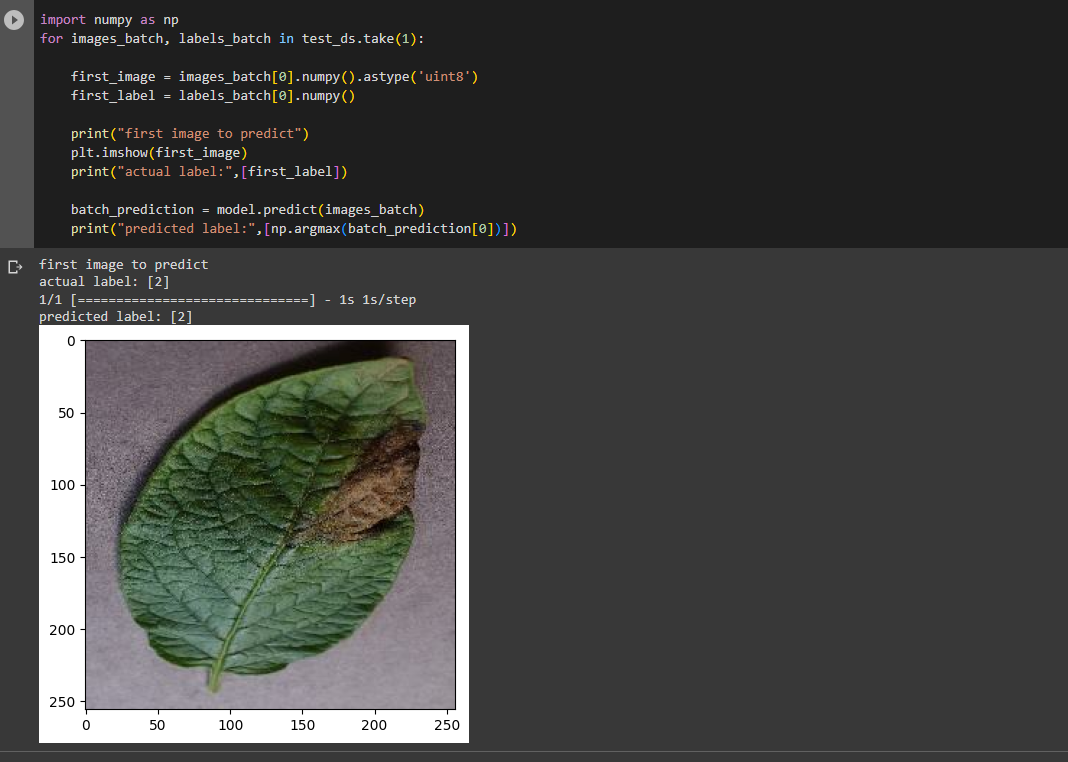 import numpy as np
for images_batch, labels_batch in test_ds.take(1):
first_image = images_batch[0].numpy().astype('uint8')
first_label = labels_batch[0].numpy()
print("first image to predict")
plt.imshow(first_image)
print("actual label:",[first_label])
batch_prediction = model.predict(images_batch)
print("predicted label:",[np.argmax(batch_prediction[0])])
first image to predict
actual label: [2]
1/1 [==============================] - 1s 1s/step
predicted label: [2]
0
50
100
150
200
250
0 50 100 150 200 250